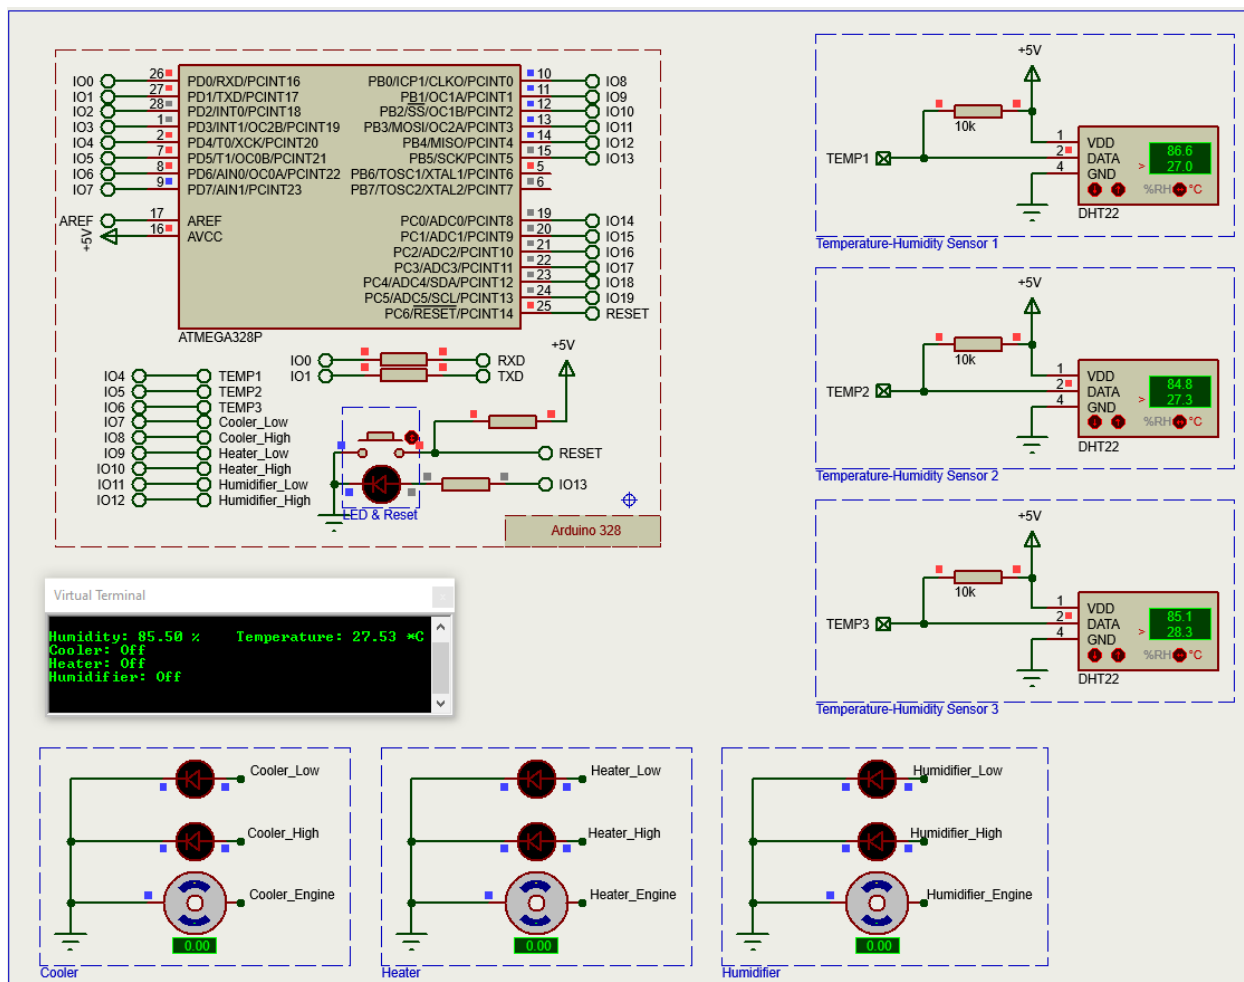 26 PD0/RXD/PCINT16
IO0
27 PD1/TXD/PCINT17
IO1
28 PD2/INT0/PCINT18
IO2
1 PD3/INT1/OC2B/PCINT19
IO3
2 PD4/T0/XCK/PCINT20
IO4
7 PD5/T1/OC0B/PCINT21
IO5
8 PD6/AIN0/OC0A/PCINT22
IO6
9 PD7/AIN1/PCINT23
IO7
AREF 17 AREF
+5V 16 AVCC
PB0/ICP1/CLKO/PCINT0 10 IO8
PB1/OC1A/PCINT1 11 IO9
PB2/SS/OC1B/PCINT2 12 IO10
PB3/MOSI/OC2A/PCINT3 13 IO11
PB4/MISO/PCINT4 14 IO12
PB5/SCK/PCINT5 15 IO13
PB6/TOSC1/XTAL1/PCINT6 5
PB7/TOSC2/XTAL2/PCINT7 6
PC0/ADC0/PCINT8 19 IO14
PC1/ADC1/PCINT9 20 IO15
PC2/ADC2/PCINT10 21 IO16
PC3/ADC3/PCINT11 22 IO17
PC4/ADC4/SDA/PCINT12 23 IO18
PC5/ADC5/SCL/PCINT13 24 IO19
PC6/RESET/PCINT14 25 RESET
ATMEGA328P
IO0 RXD
IO1 TXD
+5V
IO4 TEMP1
IO5 TEMP2
IO6 TEMP3
IO7 Cooler_Low
IO8 Cooler_High
IO9 Heater_Low
IO10 Heater_High
IO11 Humidifier_Low
IO12 Humidifier_High
RESET
IO13
LED & Reset
Arduino 328
+5V
10k
TEMP1
1 VDD
2 DATA
4 GND
86.6
> 27.0
%RH °C
DHT22
Temperature-Humidity Sensor 1
+5V
10k
TEMP2
1 VDD
2 DATA
4 GND
84.8
> 27.3
%RH °C
DHT22
Temperature-Humidity Sensor 2
+5V
10k
TEMP3
1 VDD
2 DATA
4 GND
85.1
> 28.3
%RH °C
DHT22
Temperature-Humidity Sensor 3
Virtual Terminal
Humidity: 85.50 % Temperature: 27.53 *C
Cooler: Off
Heater: Off
Humidifier: Off
Cooler_Low
Cooler_High
Cooler_Engine
0.00
Cooler
Heater_Low
Heater_High
Heater_Engine
0.00
Heater
Humidifier_Low
Humidifier_High
Humidifier_Engine
0.00
Humidifier